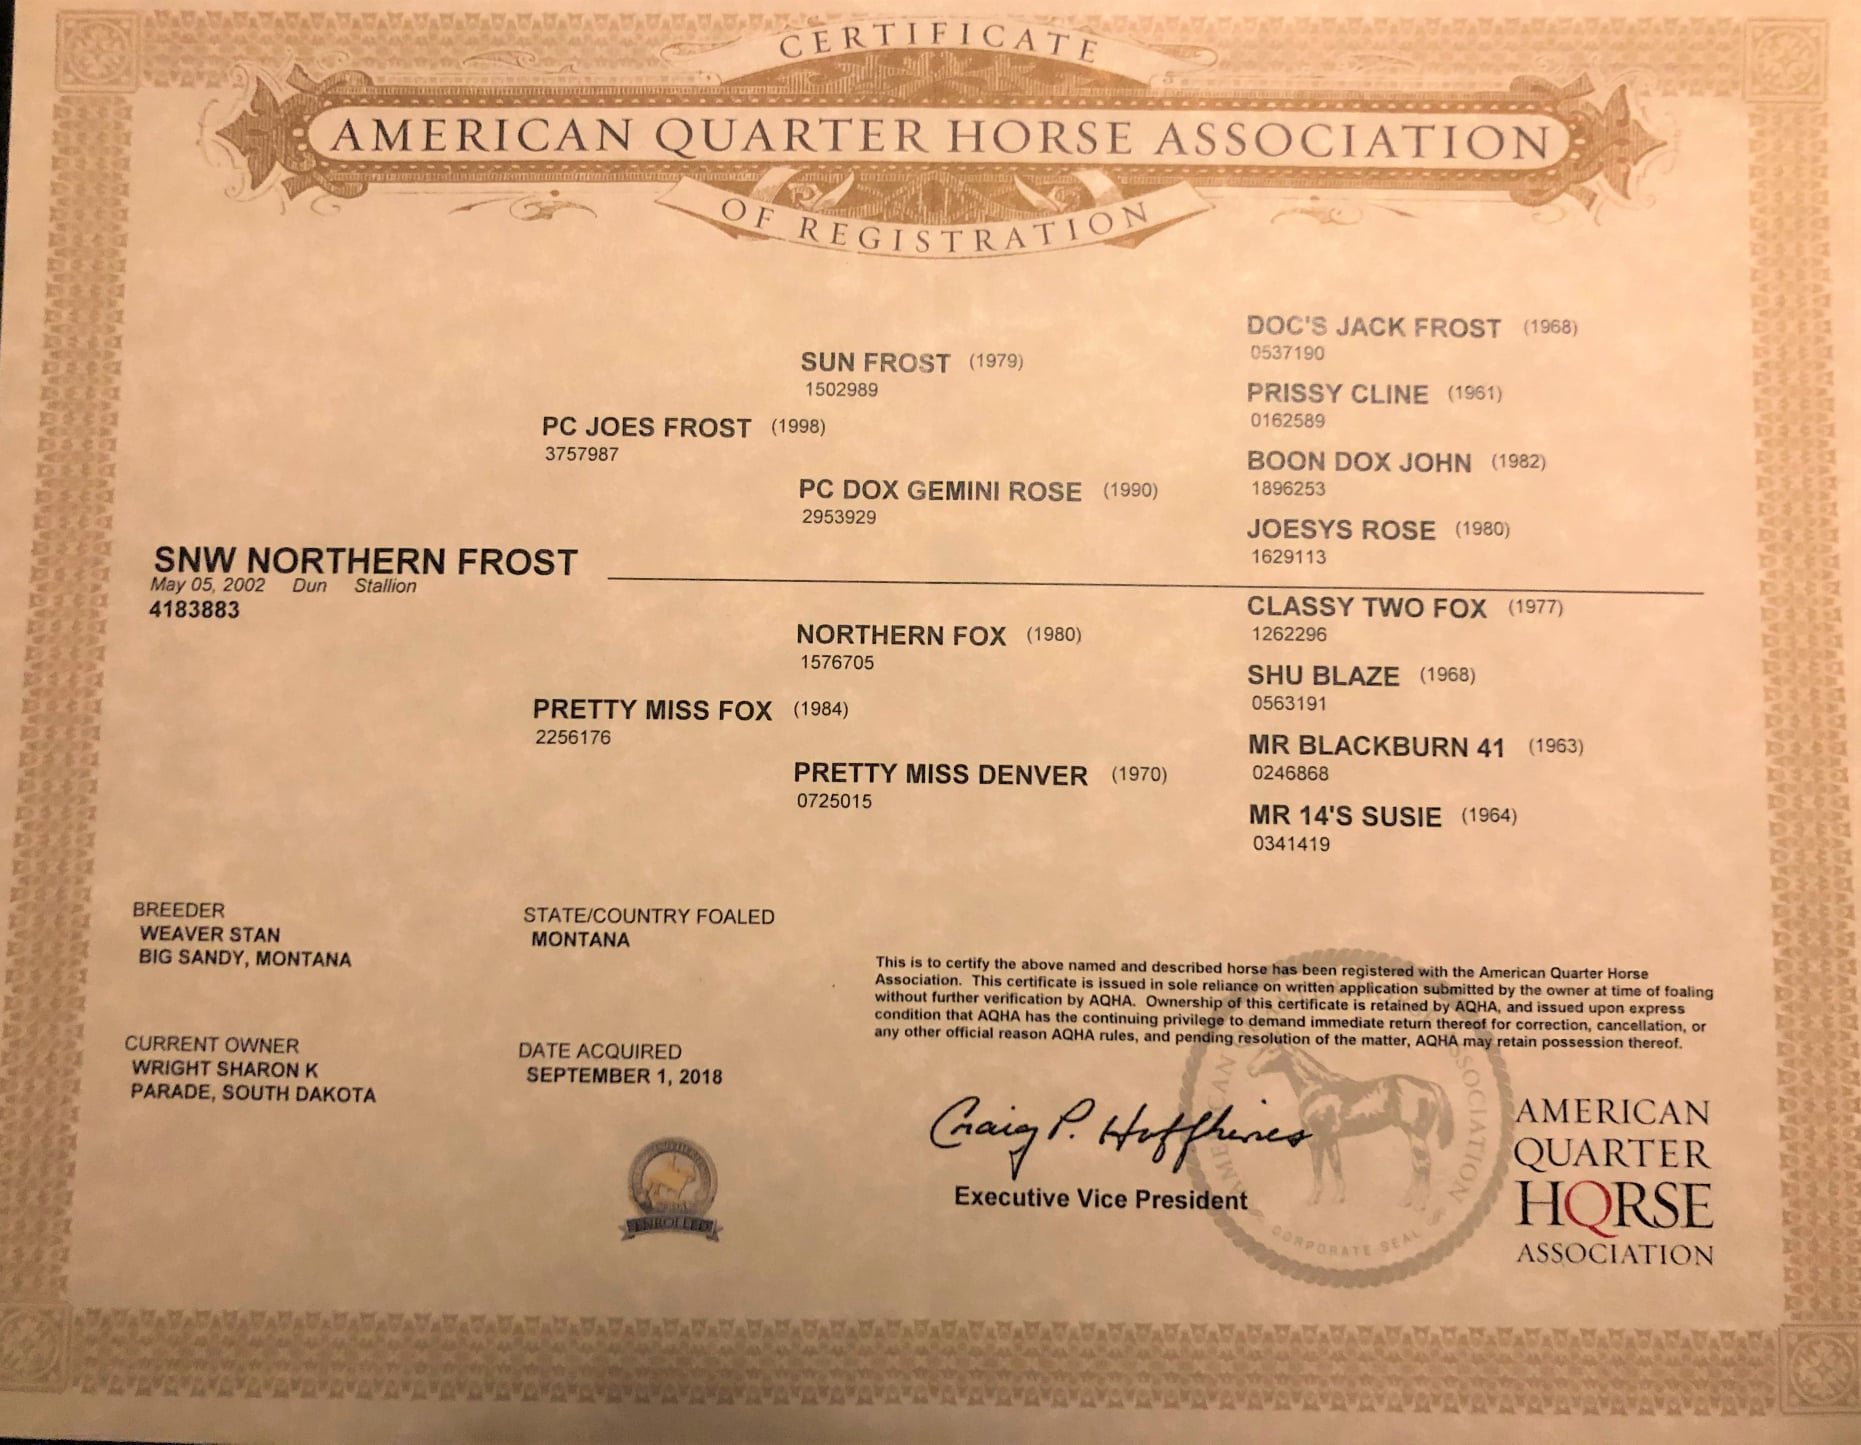 CERTIFICATE
AMERICAN QUARTER HORSE ASSOCIATION
OF REGISTRATION
DOC'S JACK FROST (1968)
0537190
SUN FROST (1979)
1502989
PRISSY CLINE (1961)
0162589
PC JOES FROST (1998)
3757987
BOON DOX JOHN (1982)
1896253
PC DOX GEMINI ROSE (1990)
2953929
JOESYS ROSE (1980)
1629113
SNW NORTHERN FROST
May 05, 2002 Dun Stallion
4183883
CLASSY TWO FOX (1977)
1262296
NORTHERN FOX (1980)
1576705
SHU BLAZE (1968)
0563191
PRETTY MISS FOX (1984)
2256176
MR BLACKBURN 41 (1963)
0246868
PRETTY MISS DENVER (1970)
0725015
MR 14'S SUSIE (1964)
0341419
BREEDER
WEAVER STAN
BIG SANDY, MONTANA
STATE/COUNTRY FOALED
MONTANA
This is to certify the above named and described horse has been registered with the American Quarter Horse
Association. This certificate is issued in sole reliance on written application submitted by the owner at time of foaling
without further verification by AQHA. Ownership of this certificate is retained by AQHA, and issued upon express
condition that AQHA has the continuing privilege to demand immediate return thereof for correction, cancellation, or
any other official reason AQHA rules, and pending resolution of the matter, AQHA may retain possession thereof.
CURRENT OWNER
WRIGHT SHARON K
PARADE, SOUTH DAKOTA
DATE ACQUIRED
SEPTEMBER 1, 2018
ENROLLED
Craig P. Huffhines
Executive Vice President
CORPORATE SEAL
AMERICAN
QUARTER
HORSE
ASSOCIATION